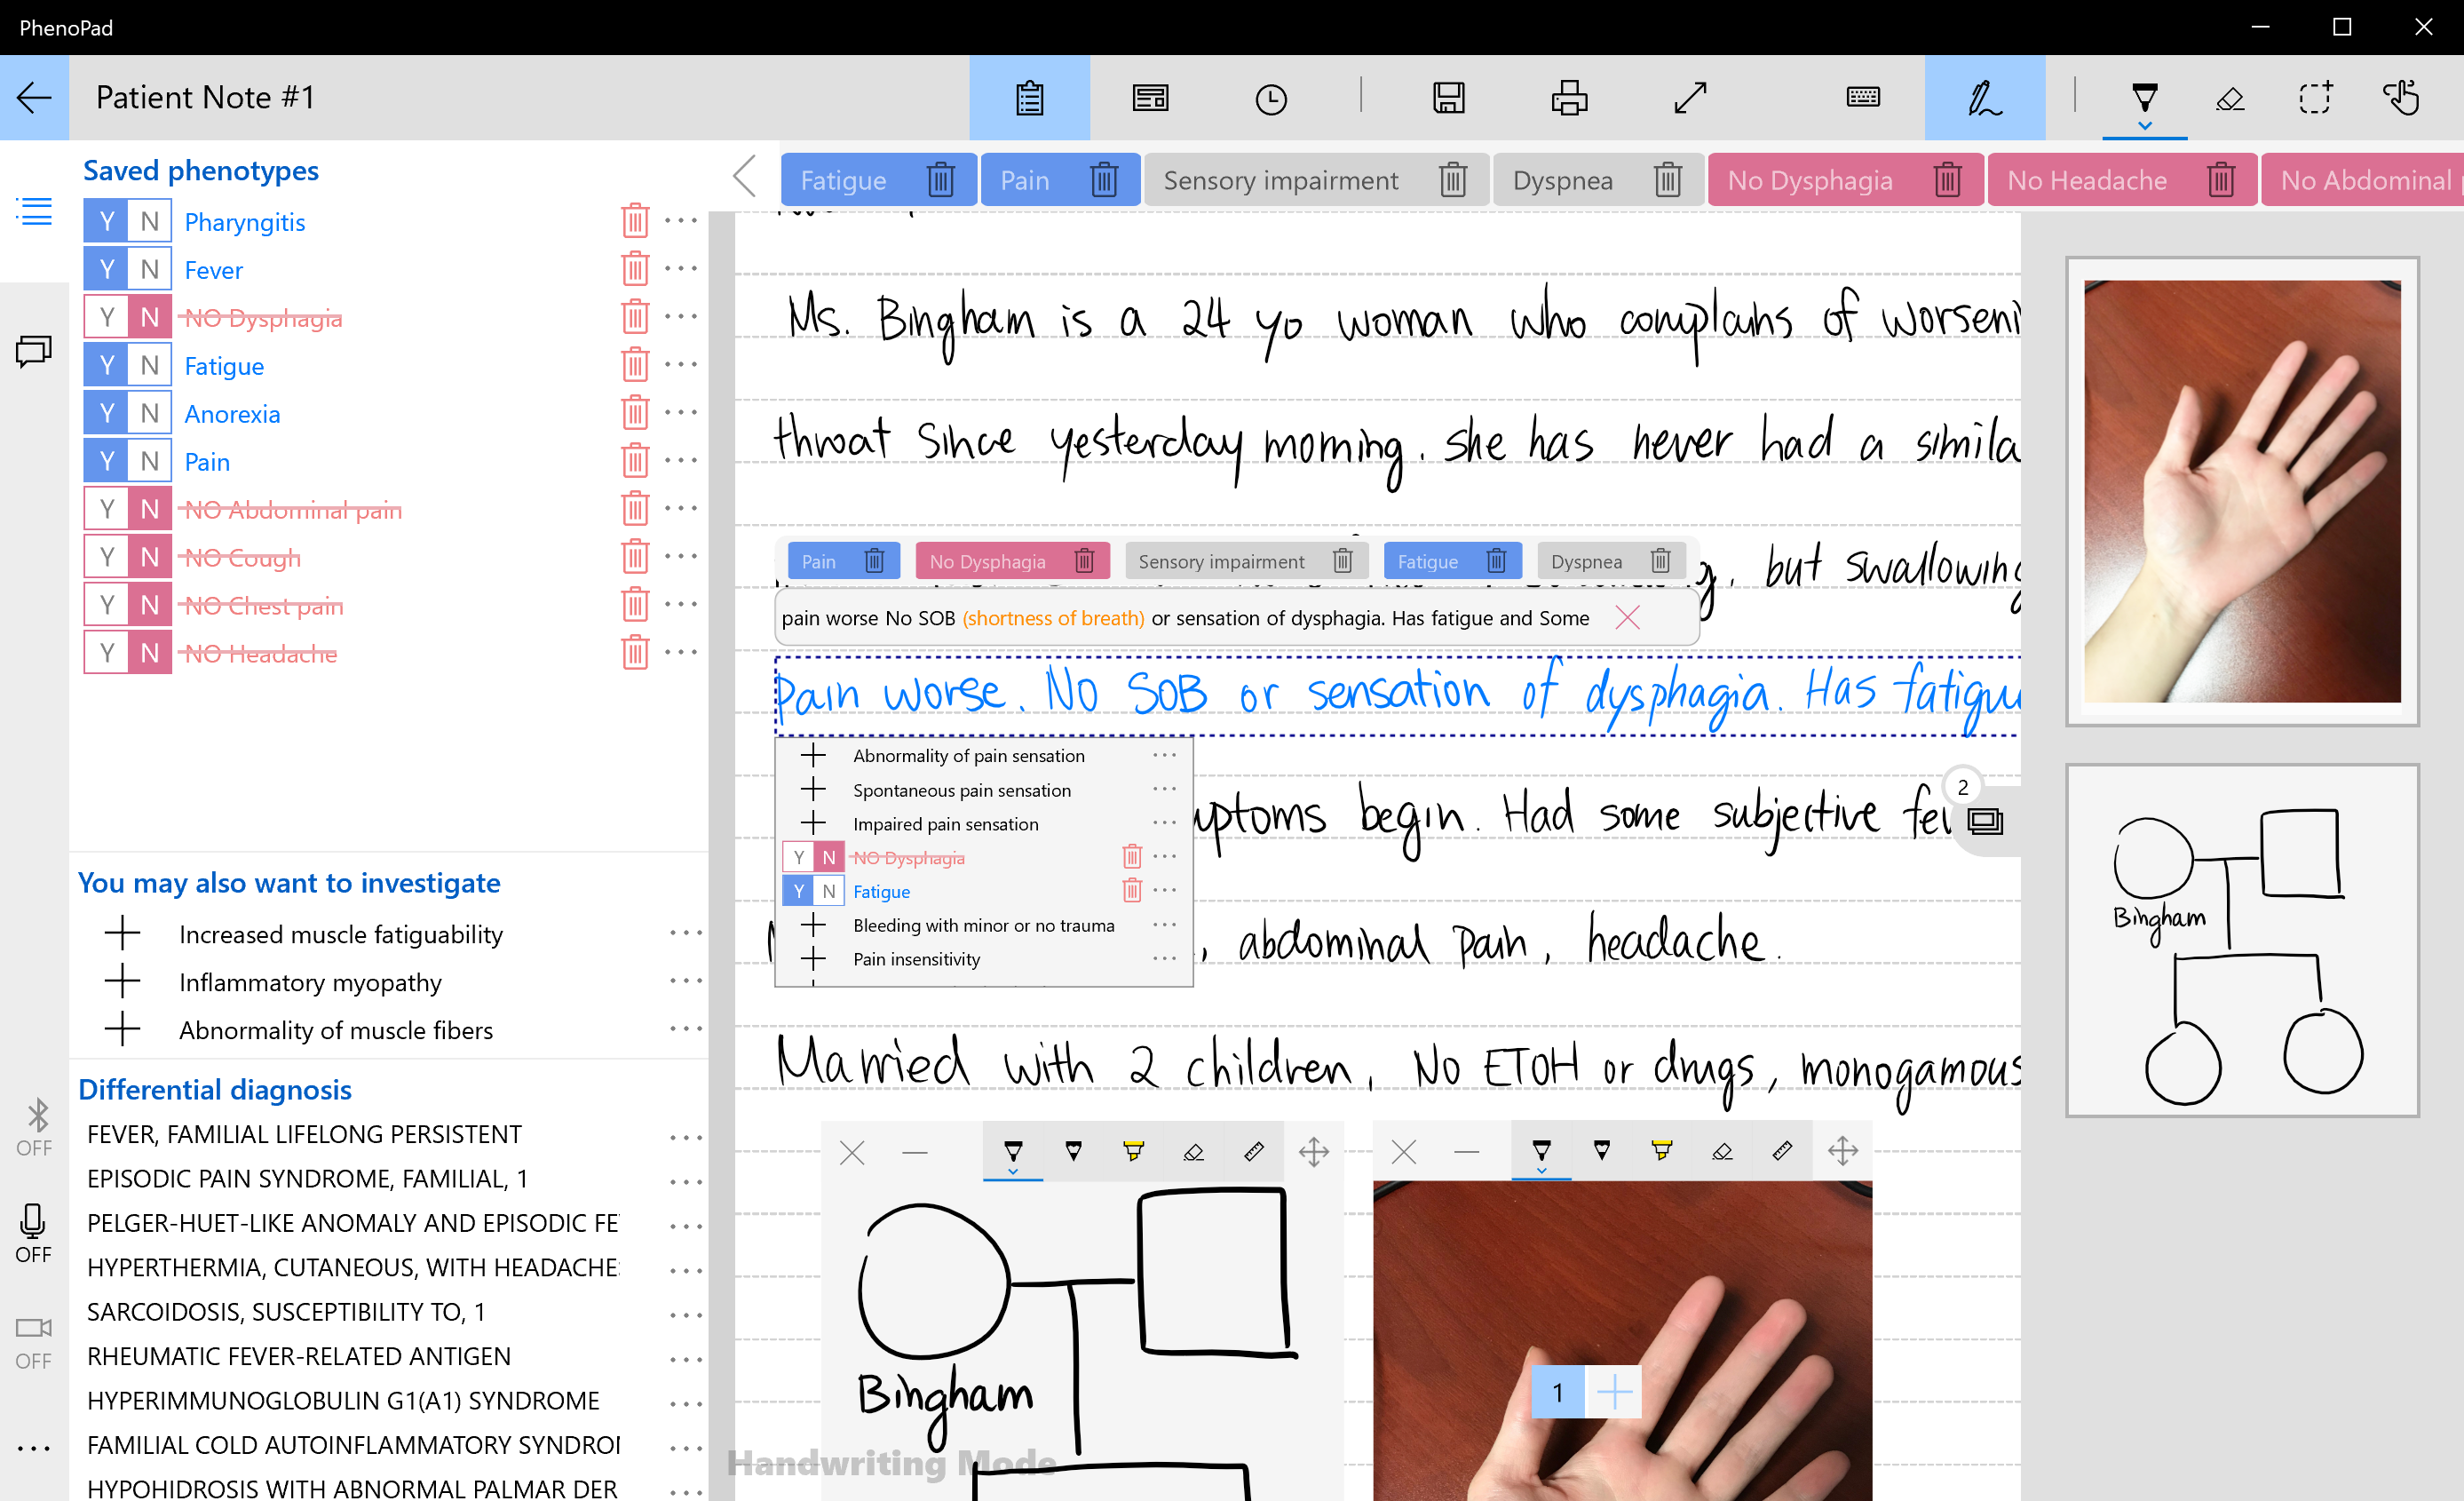 PhenoPad
Patient Note #1
Saved phenotypes
Y N Pharyngitis
Y N Fever
Y N NO Dysphagia
Y N Fatigue
Y N Anorexia
Y N Pain
Y N NO Abdominal pain
Y N NO Cough
Y N NO Chest pain
Y N NO Headache
You may also want to investigate
Increased muscle fatiguability
Inflammatory myopathy
Abnormality of muscle fibers
Differential diagnosis
FEVER, FAMILIAL LIFELONG PERSISTENT
EPISODIC PAIN SYNDROME, FAMILIAL, 1
PELGER-HUET-LIKE ANOMALY AND EPISODIC FE
HYPERTHERMIA, CUTANEOUS, WITH HEADACHE
SARCOIDOSIS, SUSCEPTIBILITY TO, 1
RHEUMATIC FEVER-RELATED ANTIGEN
HYPERIMMUNOGLOBULIN G1(A1) SYNDROME
FAMILIAL COLD AUTOINFLAMMATORY SYNDRO
HYPOHIDROSIS WITH ABNORMAL PALMAR DER
OFF
OFF
OFF
Fatigue Pain Sensory impairment Dyspnea No Dysphagia No Headache No Abdominal
Ms. Bingham is a 24 yo woman who complains of worseni
throat since yesterday morning. she has never had a simila
Pain No Dysphagia Sensory impairment Fatigue Dyspnea
, but swallowing
pain worse No SOB (shortness of breath) or sensation of dysphagia. Has fatigue and Some
Pain worse. No SOB or sensation of dysphagia. Has fatigu
Abnormality of pain sensation
Spontaneous pain sensation
Impaired pain sensation
Y N NO Dysphagia
Y N Fatigue
Bleeding with minor or no trauma
Pain insensitivity
mptoms begin. Had some subjective fev
, abdominal pain, headache.
Married with 2 children. No ETOH or drugs, monogamous
Bingham
Handwriting Mode
1
2
Bingham